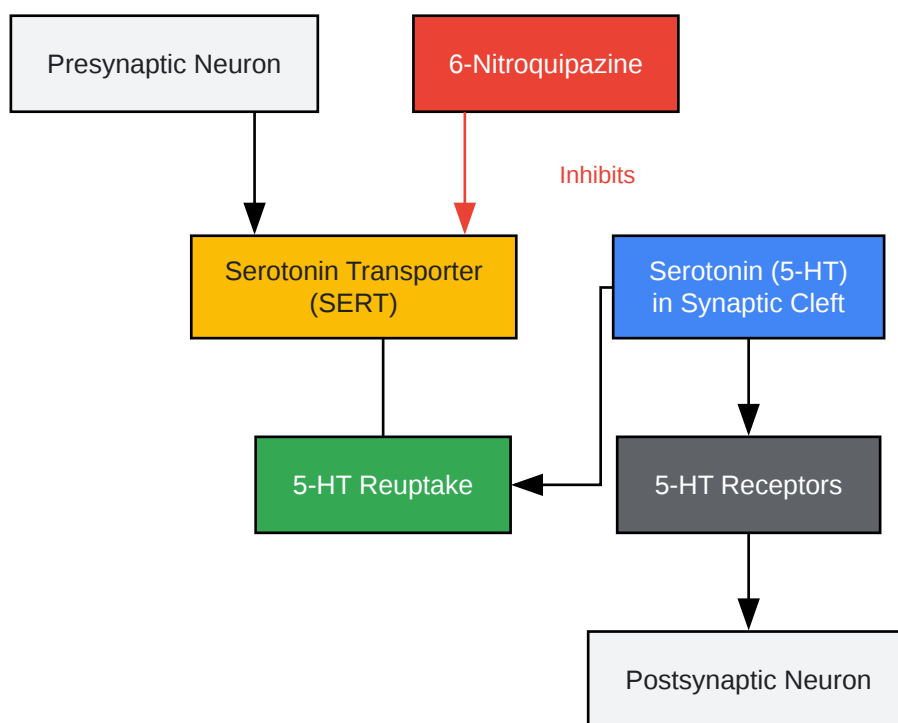 Presynaptic Neuron
6-Nitroquipazine
Inhibits
Serotonin Transporter
(SERT)
Serotonin (5-HT)
in Synaptic Cleft
5-HT Reuptake
5-HT Receptors
Postsynaptic Neuron